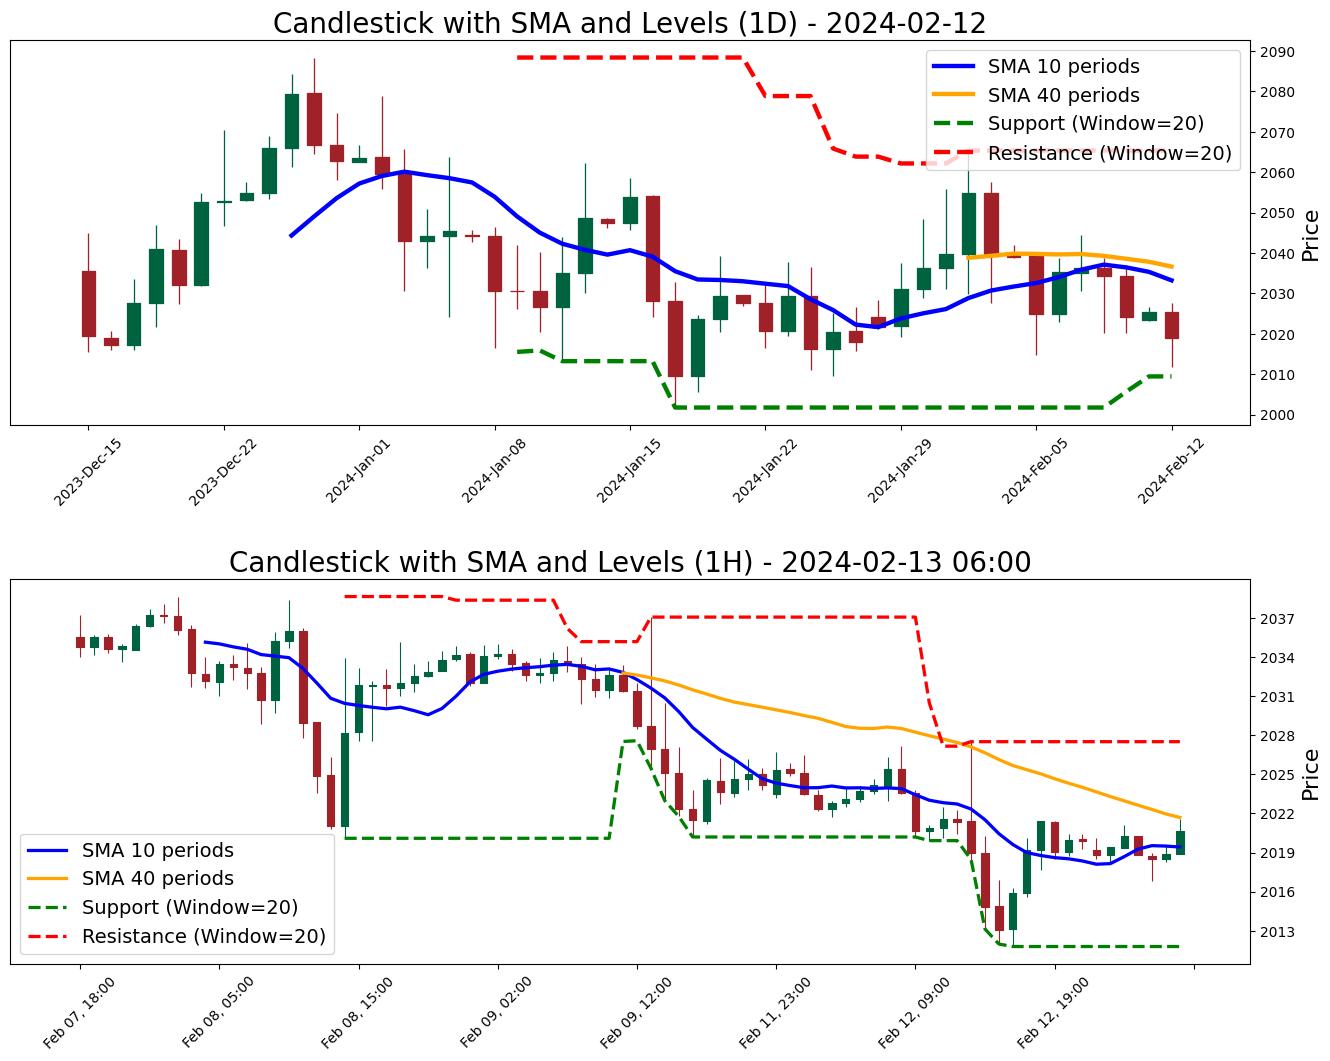 Candlestick with SMA and Levels (1D) - 2024-02-12
SMA 10 periods
SMA 40 periods
Support (Window=20)
Resistance (Window=20)
2090
2080
2070
2060
2050
2040
2030
2020
2010
2000
Price
2023-Dec-15
2023-Dec-22
2024-Jan-01
2024-Jan-08
2024-Jan-15
2024-Jan-22
2024-Jan-29
2024-Feb-05
2024-Feb-12
Candlestick with SMA and Levels (1H) - 2024-02-13 06:00
2037
2034
2031
2028
2025
2022
2019
2016
2013
Price
SMA 10 periods
SMA 40 periods
Support (Window=20)
Resistance (Window=20)
Feb 07, 18:00
Feb 08, 05:00
Feb 08, 15:00
Feb 09, 02:00
Feb 09, 12:00
Feb 11, 23:00
Feb 12, 09:00
Feb 12, 19:00